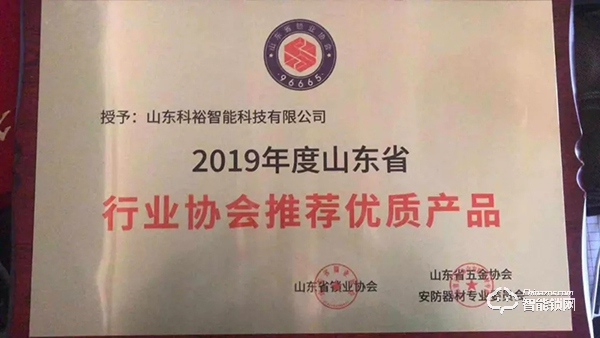 山东省锁业协会
96665
授予：山东科裕智能科技有限公司
2019年度山东省
行业协会推荐优质产品
山东省锁业协会
山东省五金协会
安防器材专业委员会
智能锁网